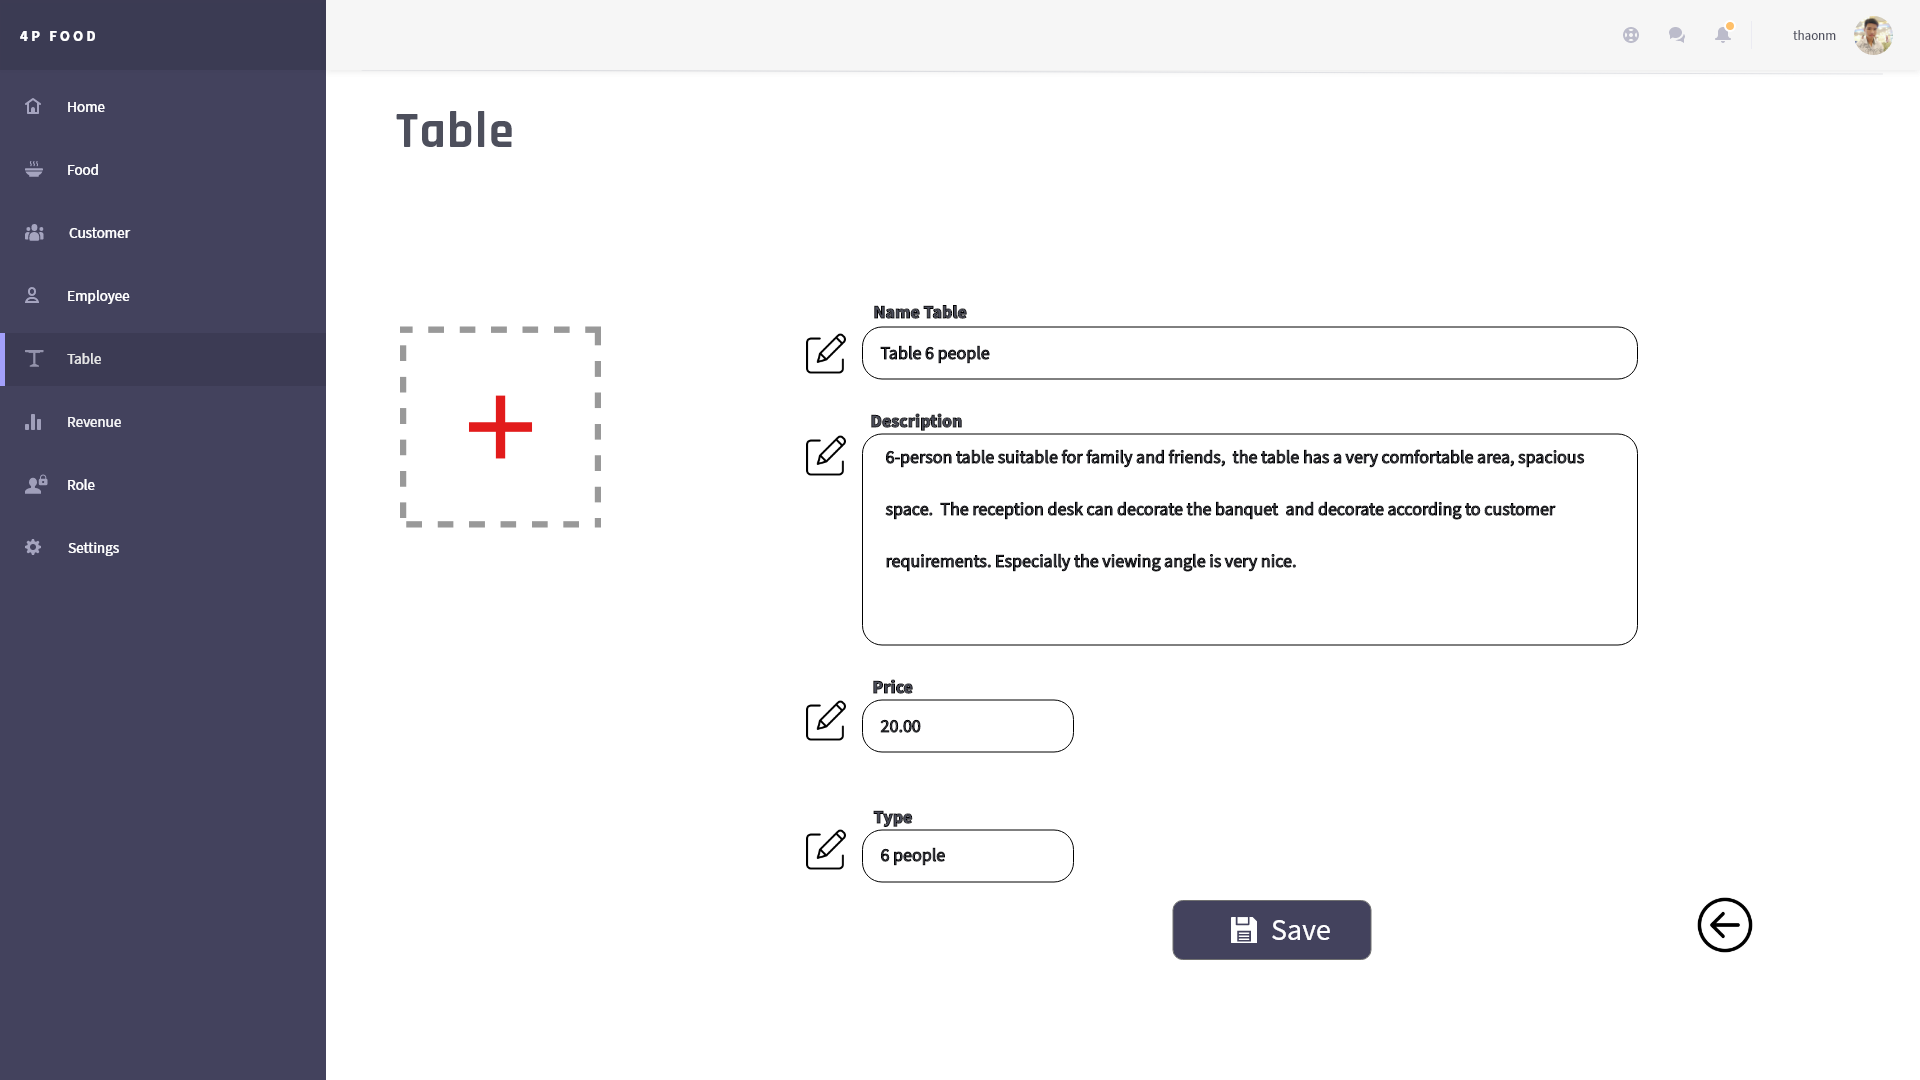 4P FOOD
thaonm
Home
Food
Customer
Employee
Table
Revenue
Role
Settings
Table
Name Table
Table 6 people
Description
6-person table suitable for family and friends,  the table has a very comfortable area, spacious
space.  The reception desk can decorate the banquet  and decorate according to customer
requirements. Especially the viewing angle is very nice.
Price
20.00
Type
6 people
Save